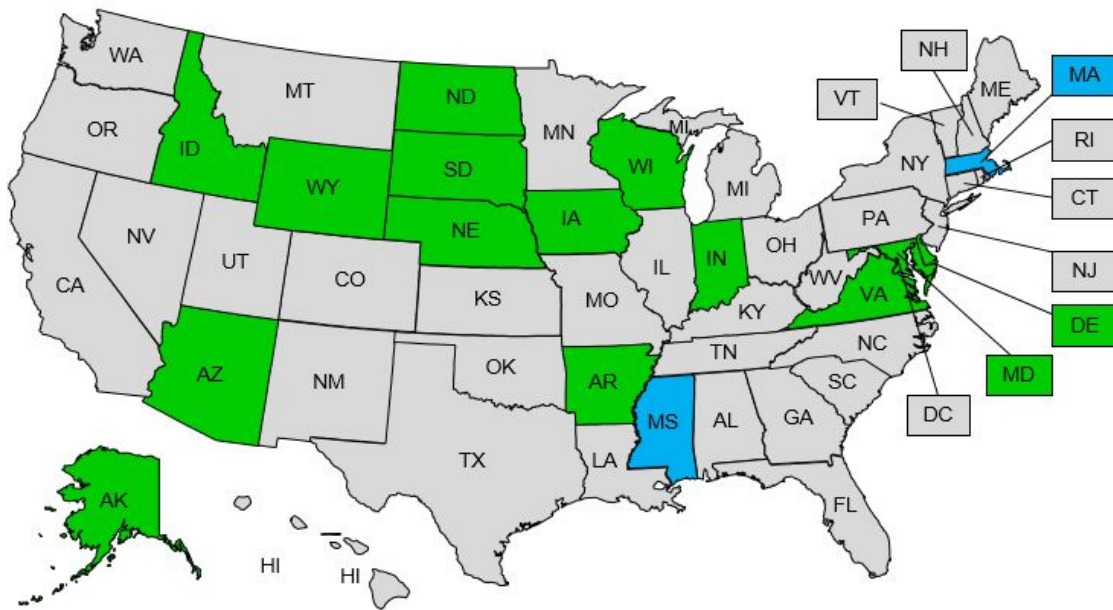 WA
MT
ND
MN
OR
ID
WY
SD
WI
MI
MI
NY
ME
NH
VT
MA
RI
CT
NJ
DE
MD
DC
NV
UT
CO
NE
IA
IL
IN
OH
PA
WV
VA
CA
KS
MO
KY
AZ
NM
OK
AR
TN
NC
SC
TX
LA
MS
AL
GA
FL
AK
HI
HI